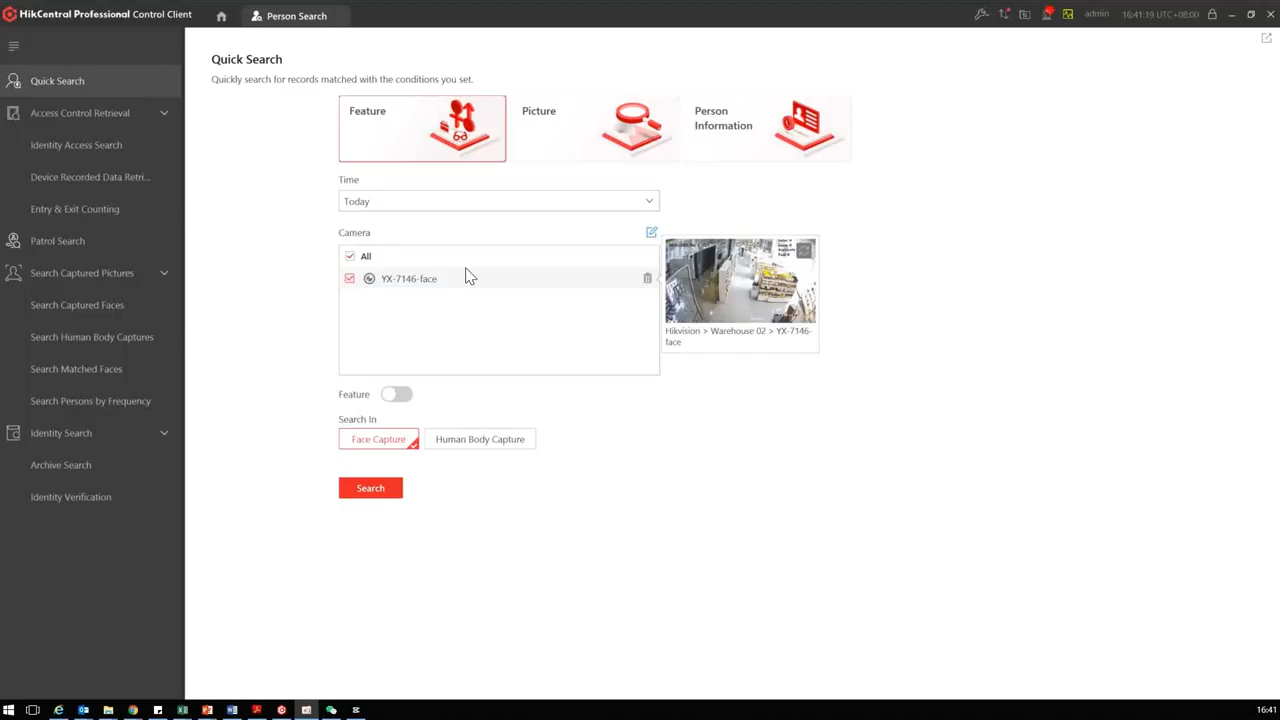 HikCentral Professional Control Client
Person Search
admin
16:41:19 UTC+08:00
Quick Search
Access Control Retrieval
Identity Access Search
Device Recorded Data Retri...
Entry & Exit Counting
Patrol Search
Search Captured Pictures
Search Captured Faces
Search Human Body Captures
Search Matched Faces
Search Persons by Frequency
Identity Search
Archive Search
Identity Verification
Quick Search
Quickly search for records matched with the conditions you set.
Feature
Picture
Person
Information
Time
Today
Camera
All
YX-7146-face
Hikvision > Warehouse 02 > YX-7146-
face
Feature
Search In
Face Capture
Human Body Capture
Search
16:41